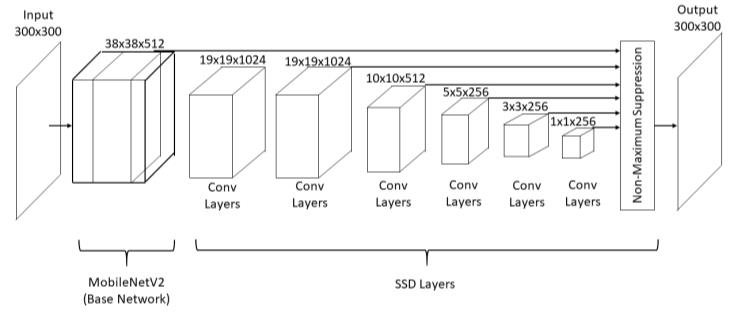 Input
300x300
38x38x512
19x19x1024
19x19x1024
10x10x512
5x5x256
3x3x256
1x1x256
Non-Maximum Suppression
Output
300x300
Conv
Layers
Conv
Layers
Conv
Layers
Conv
Layers
Conv
Layers
Conv
Layers
MobileNetV2
(Base Network)
SSD Layers